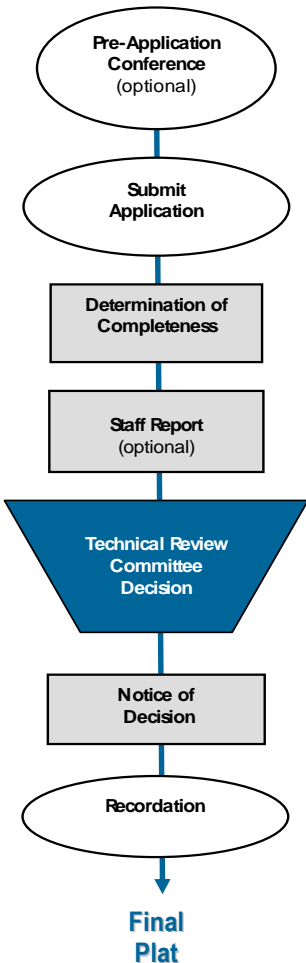 Pre-Application
Conference
(optional)
Submit
Application
Determination of
Completeness
Staff Report
(optional)
Technical Review
Committee
Decision
Notice of
Decision
Recordation
Final
Plat